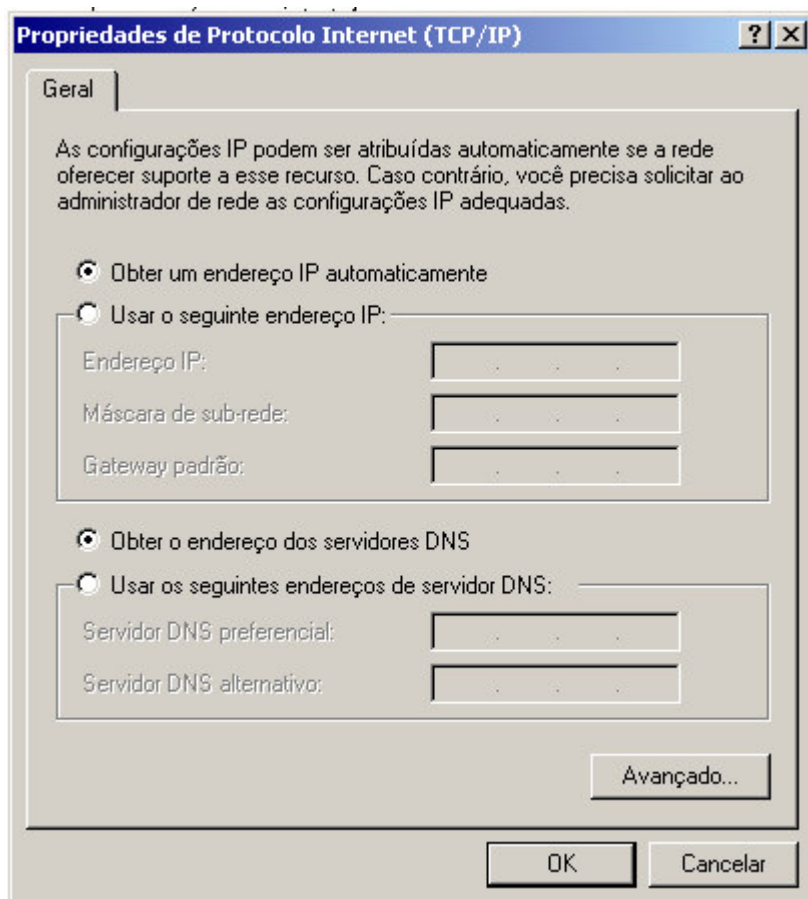 Propriedades de Protocolo Internet (TCP/IP)
Geral
As configurações IP podem ser atribuídas automaticamente se a rede
oferecer suporte a esse recurso. Caso contrário, você precisa solicitar ao
administrador de rede as configurações IP adequadas.
Obter um endereço IP automaticamente
Usar o seguinte endereço IP:
Endereço IP:
Máscara de sub-rede:
Gateway padrão:
Obter o endereço dos servidores DNS
Usar os seguintes endereços de servidor DNS:
Servidor DNS preferencial:
Servidor DNS alternativo:
Avançado...
OK
Cancelar